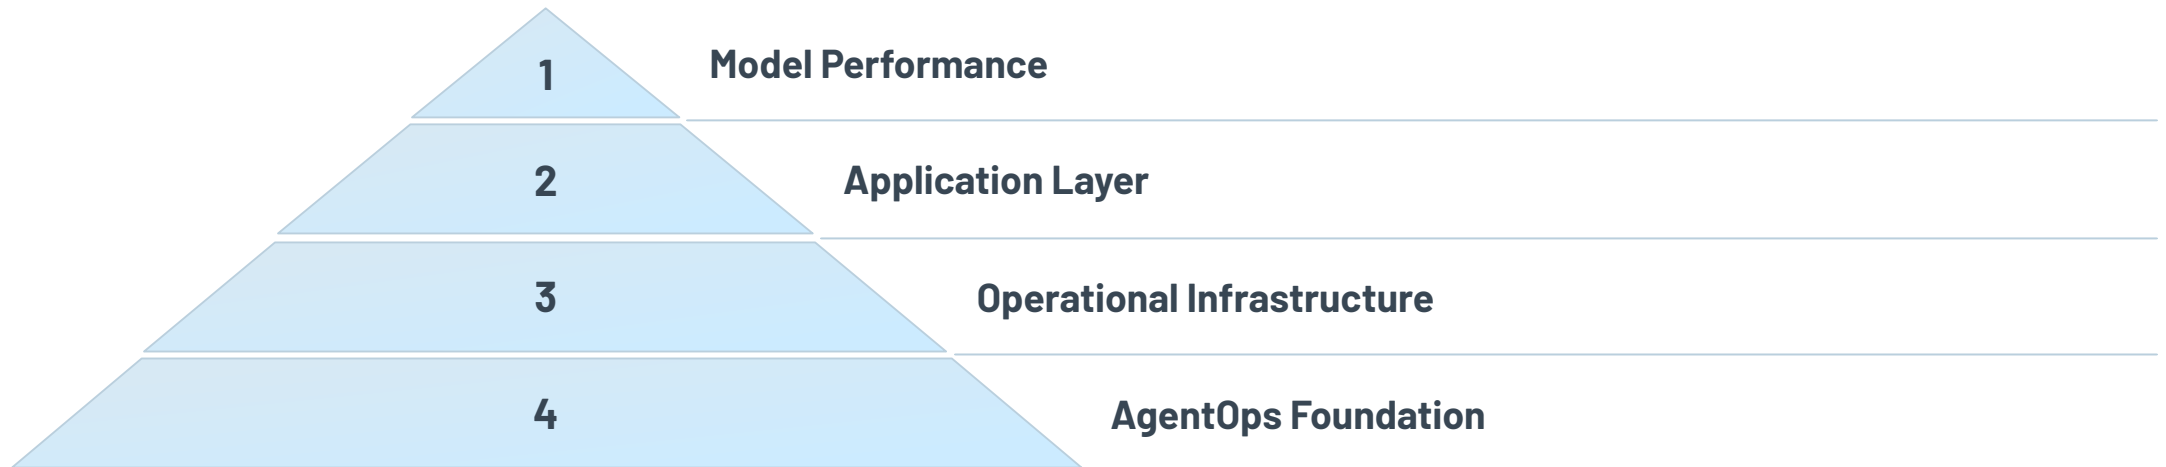 1
Model Performance
2
Application Layer
3
Operational Infrastructure
4
AgentOps Foundation